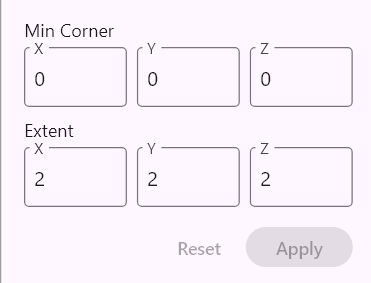 Min Corner
X Y Z
0 0 0
Extent
X Y Z
2 2 2
Reset Apply